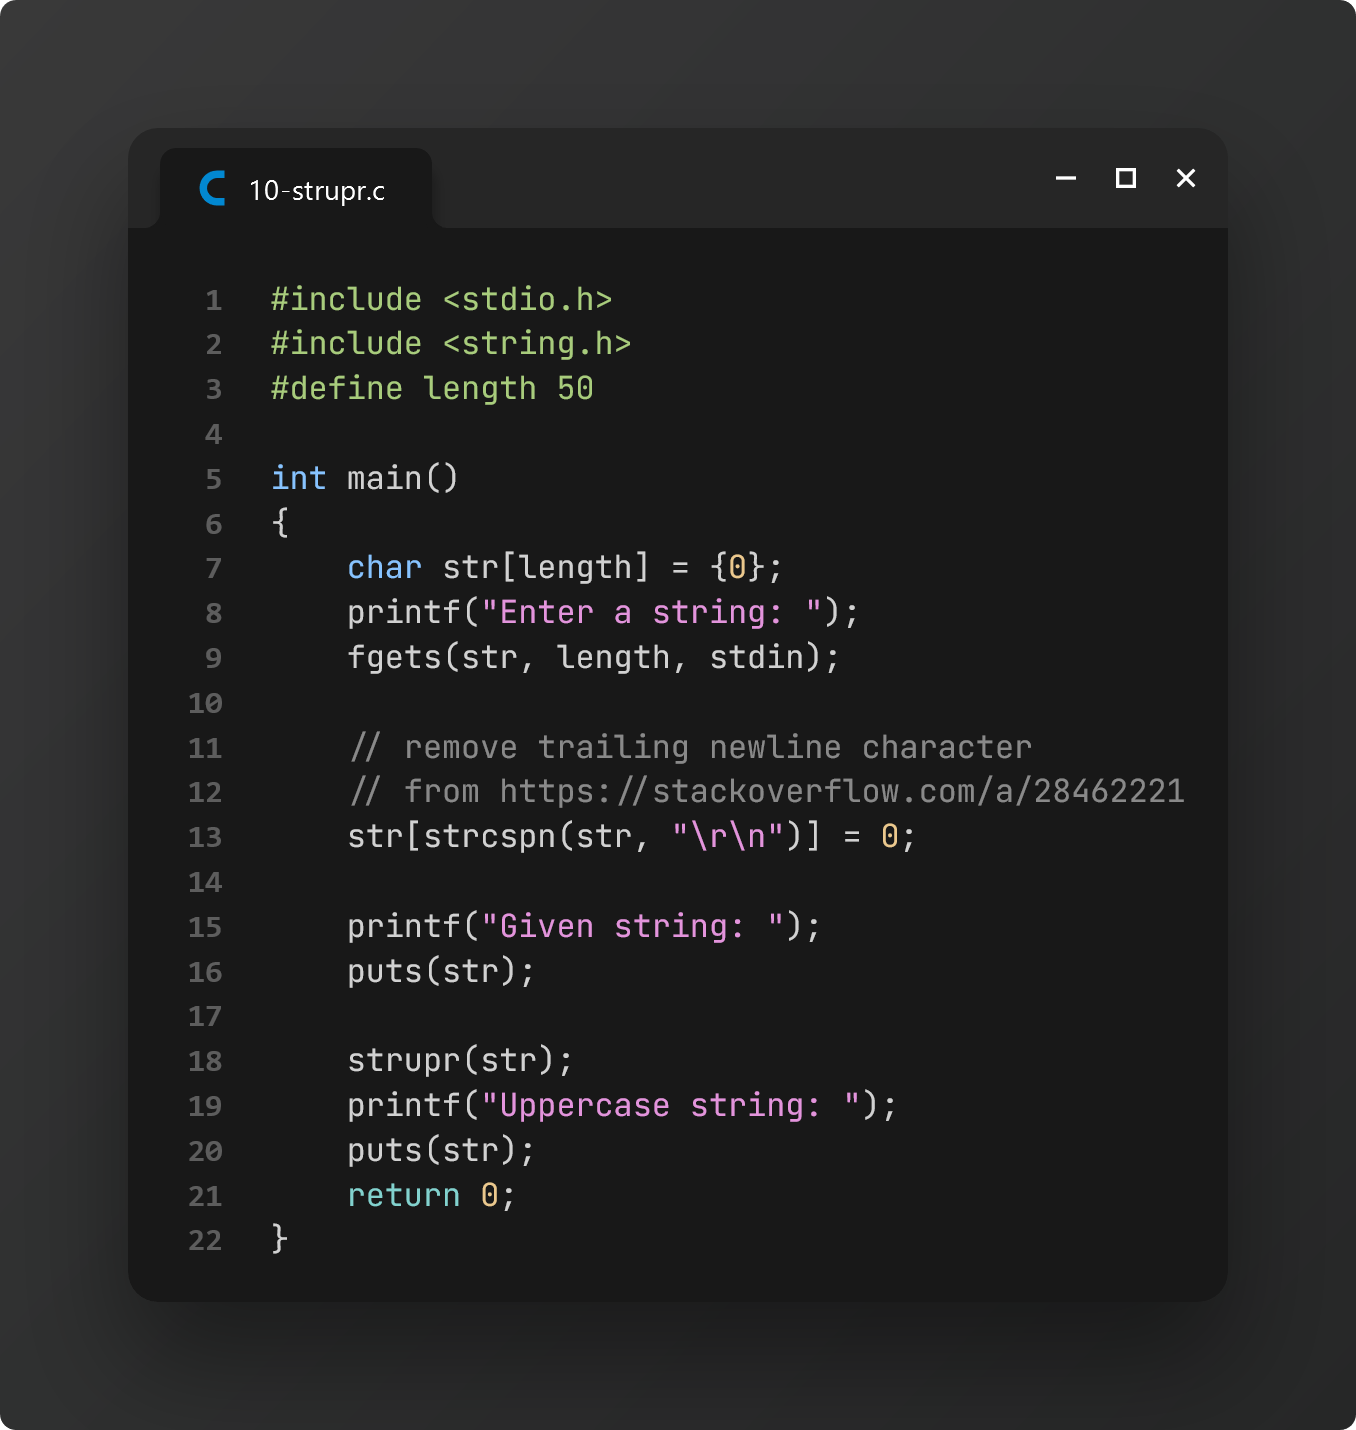 10-strupr.c
1 #include <stdio.h>
2 #include <string.h>
3 #define length 50
4
5 int main()
6 {
7     char str[length] = {0};
8     printf("Enter a string: ");
9     fgets(str, length, stdin);
10
11     // remove trailing newline character
12     // from https://stackoverflow.com/a/28462221
13     str[strcspn(str, "\r\n")] = 0;
14
15     printf("Given string: ");
16     puts(str);
17
18     strupr(str);
19     printf("Uppercase string: ");
20     puts(str);
21     return 0;
22 }